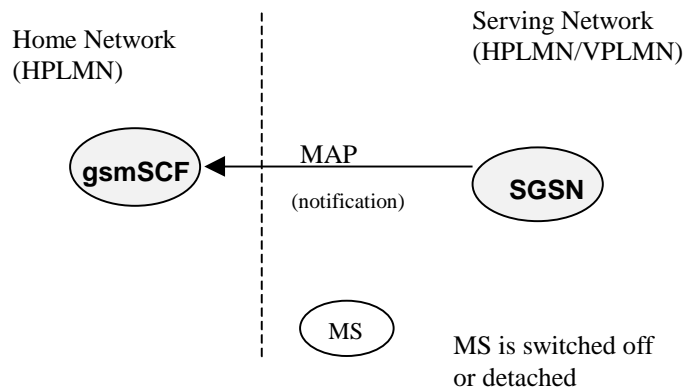 Home Network
(HPLMN)
Serving Network
(HPLMN/VPLMN)
gsmSCF
MAP
(notification)
SGSN
MS
MS is switched off
or detached